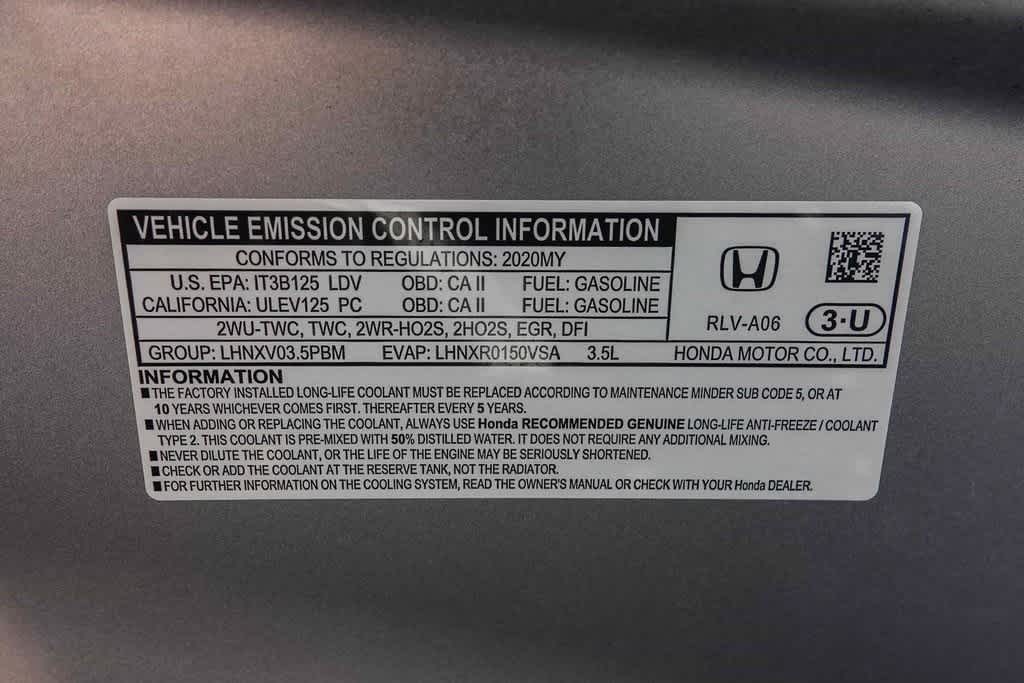 VEHICLE EMISSION CONTROL INFORMATION
CONFORMS TO REGULATIONS: 2020MY
U.S. EPA: IT3B125 LDV OBD: CA II FUEL: GASOLINE
CALIFORNIA: ULEV125 PC OBD: CA II FUEL: GASOLINE
2WU-TWC, TWC, 2WR-HO2S, 2HO2S, EGR, DFI
GROUP: LHNXV03.5PBM EVAP: LHNXR0150VSA 3.5L
RLV-A06 3·U
HONDA MOTOR CO., LTD.
INFORMATION
■ THE FACTORY INSTALLED LONG-LIFE COOLANT MUST BE REPLACED ACCORDING TO MAINTENANCE MINDER SUB CODE 5, OR AT
10 YEARS WHICHEVER COMES FIRST. THEREAFTER EVERY 5 YEARS.
■ WHEN ADDING OR REPLACING THE COOLANT, ALWAYS USE Honda RECOMMENDED GENUINE LONG-LIFE ANTI-FREEZE / COOLANT
TYPE 2. THIS COOLANT IS PRE-MIXED WITH 50% DISTILLED WATER. IT DOES NOT REQUIRE ANY ADDITIONAL MIXING.
■ NEVER DILUTE THE COOLANT, OR THE LIFE OF THE ENGINE MAY BE SERIOUSLY SHORTENED.
■ CHECK OR ADD THE COOLANT AT THE RESERVE TANK, NOT THE RADIATOR.
■ FOR FURTHER INFORMATION ON THE COOLING SYSTEM, READ THE OWNER'S MANUAL OR CHECK WITH YOUR Honda DEALER.